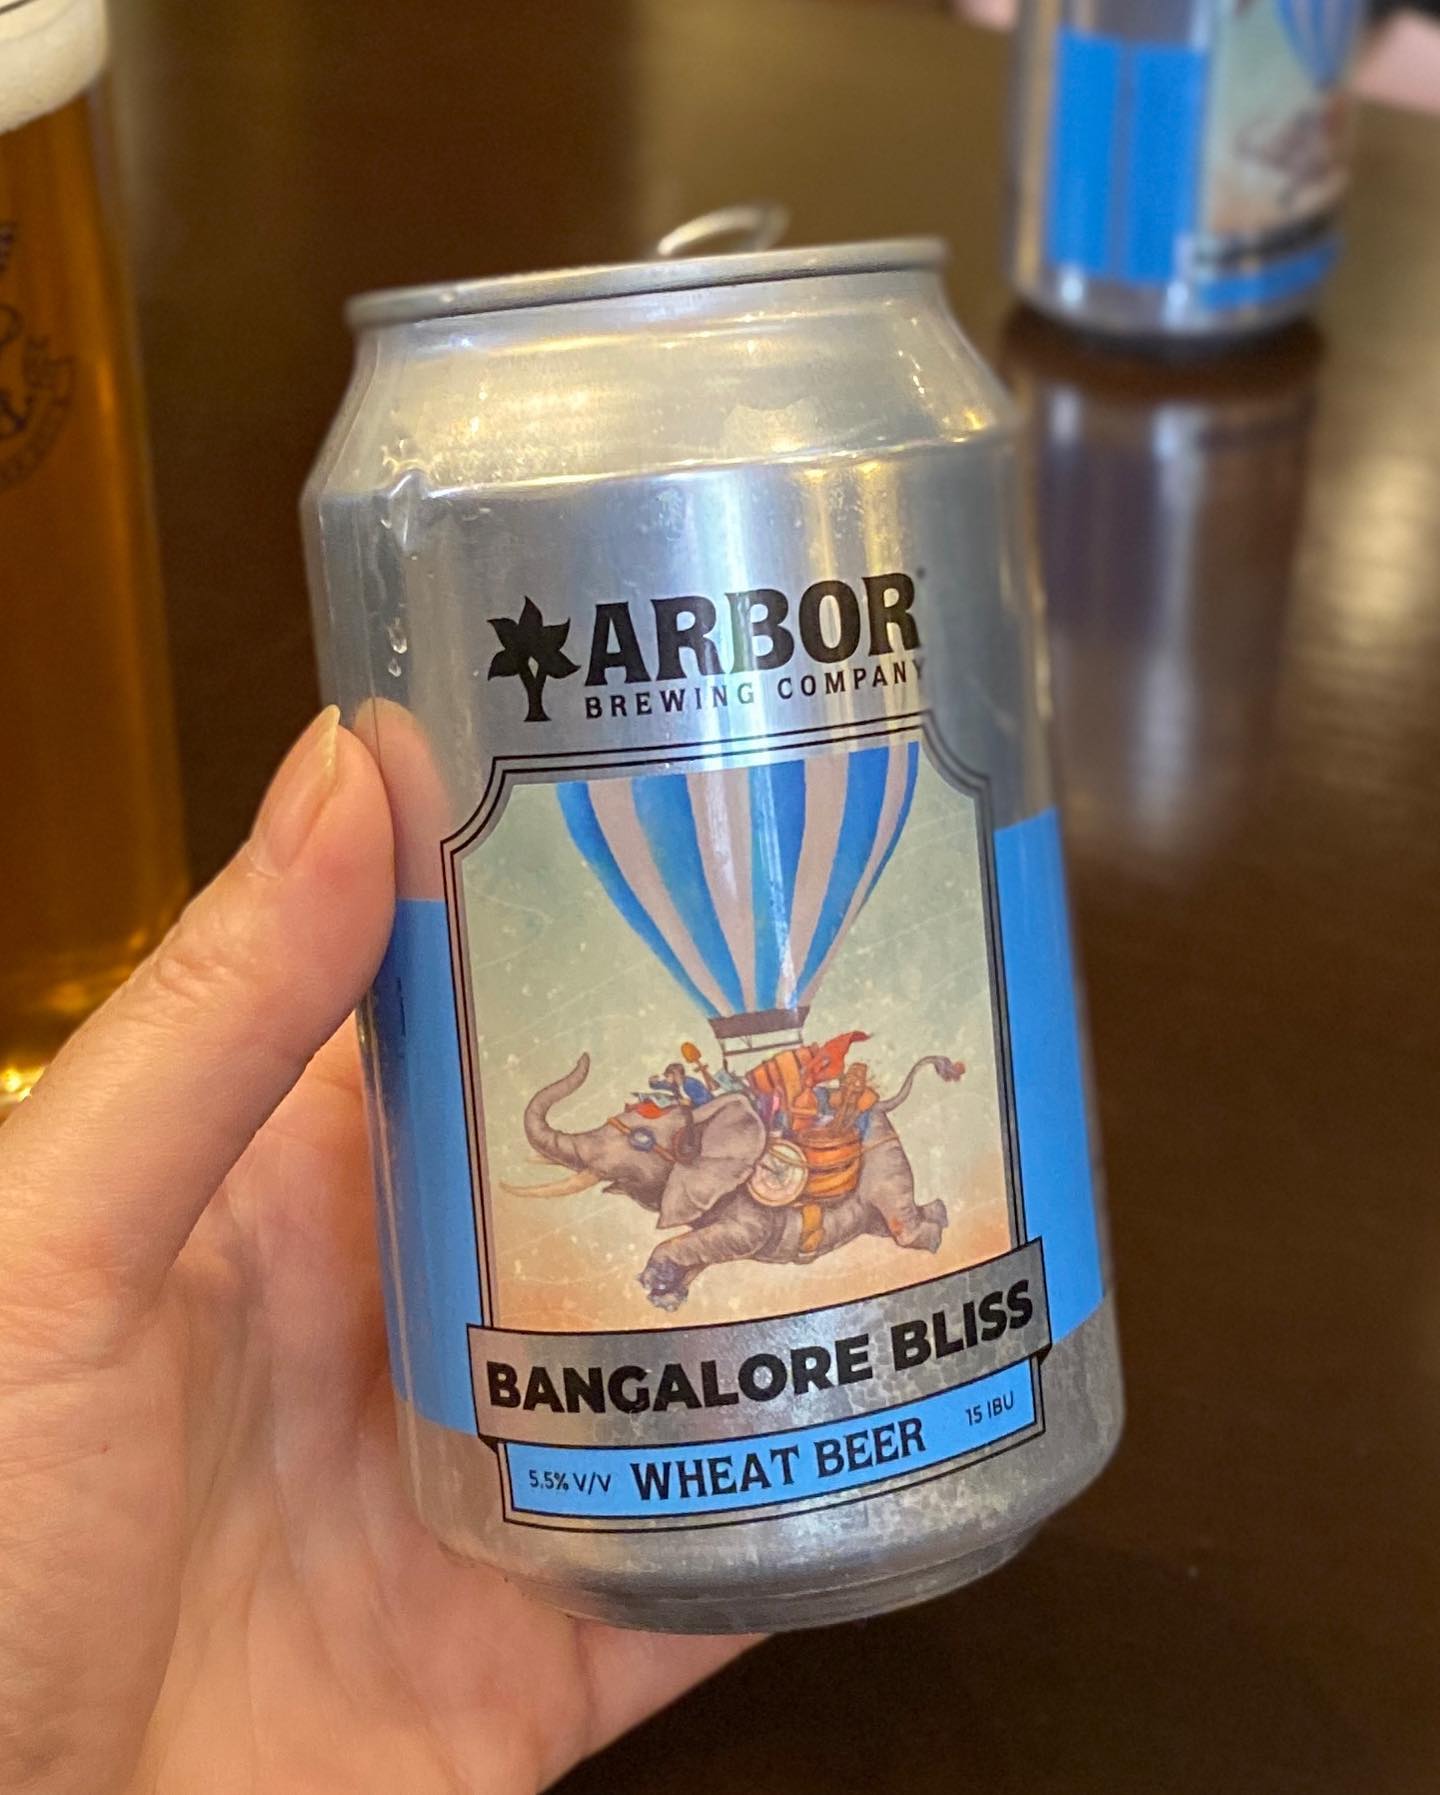 ARBOR
BREWING COMPANY
BANGALORE BLISS
5.5% V/V WHEAT BEER 15 IBU